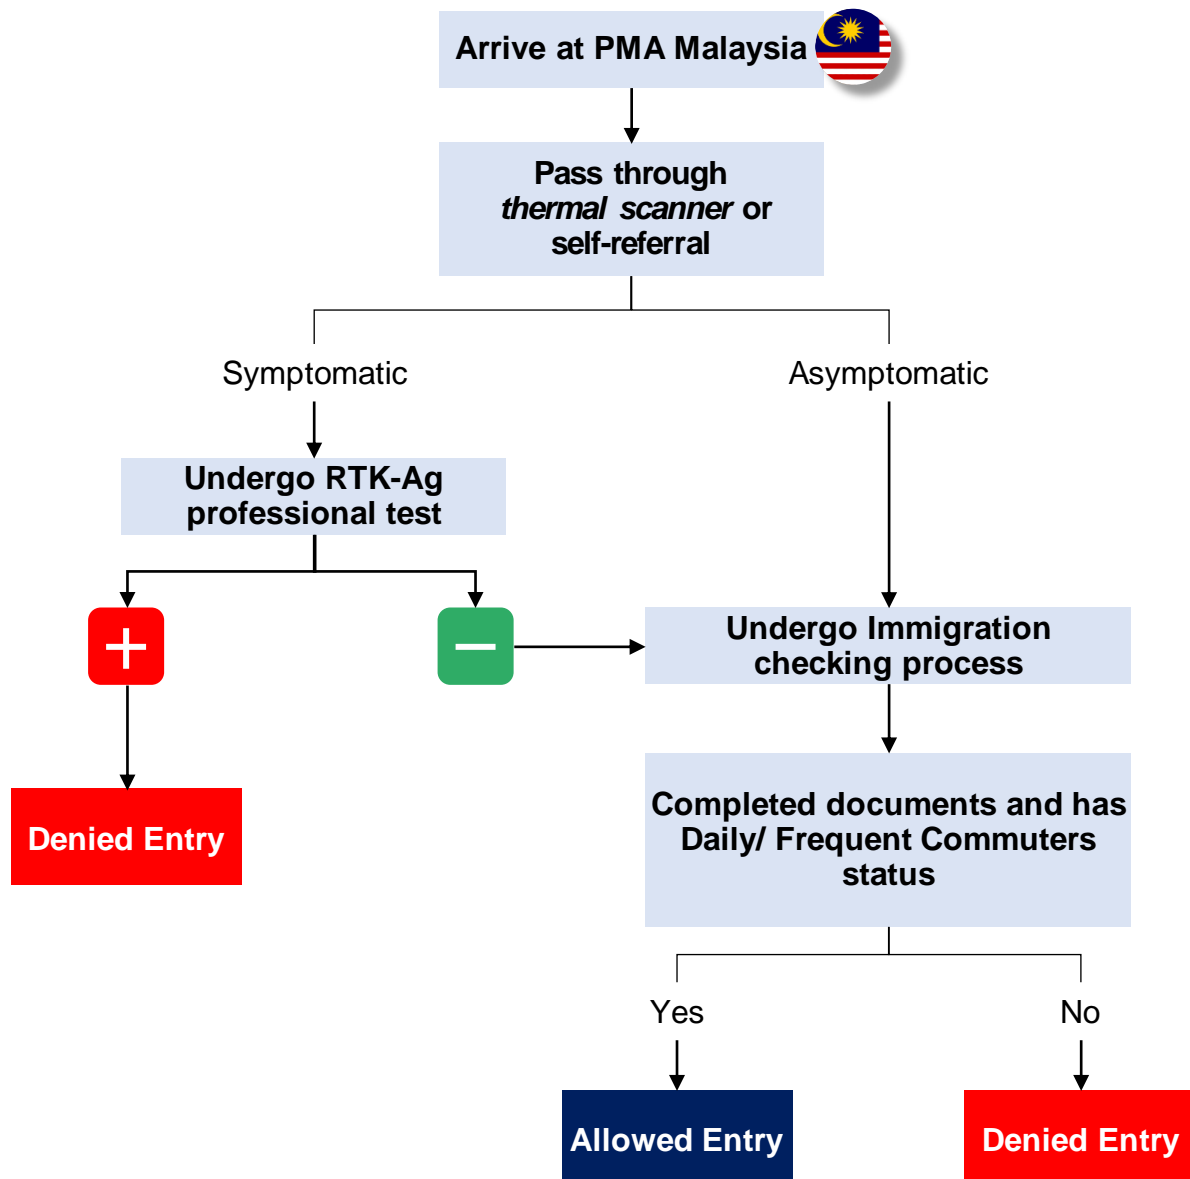 Arrive at PMA Malaysia
Pass through
thermal scanner or
self-referral
Symptomatic
Asymptomatic
Undergo RTK-Ag
professional test
+
−
Undergo Immigration
checking process
Denied Entry
Completed documents and has
Daily/ Frequent Commuters
status
Yes
No
Allowed Entry
Denied Entry